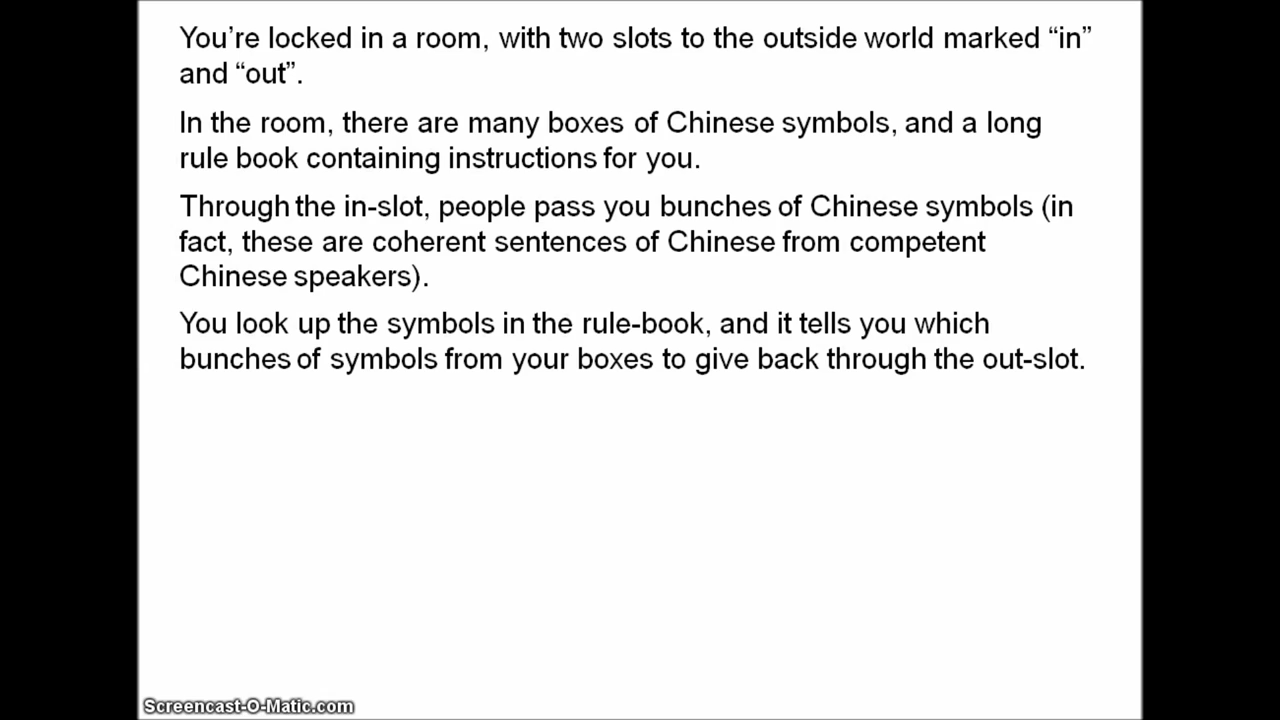 You’re locked in a room, with two slots to the outside world marked “in”
and “out”.
In the room, there are many boxes of Chinese symbols, and a long
rule book containing instructions for you.
Through the in-slot, people pass you bunches of Chinese symbols (in
fact, these are coherent sentences of Chinese from competent
Chinese speakers).
You look up the symbols in the rule-book, and it tells you which
bunches of symbols from your boxes to give back through the out-slot.
Screencast-O-Matic.com